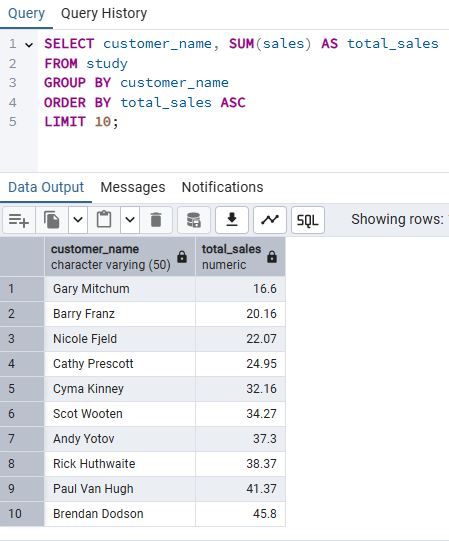 Query Query History
1 SELECT customer_name, SUM(sales) AS total_sales
2 FROM study
3 GROUP BY customer_name
4 ORDER BY total_sales ASC
5 LIMIT 10;
Data Output Messages Notifications
SQL Showing rows:
customer_name total_sales
character varying (50) numeric
1 Gary Mitchum 16.6
2 Barry Franz 20.16
3 Nicole Fjeld 22.07
4 Cathy Prescott 24.95
5 Cyma Kinney 32.16
6 Scot Wooten 34.27
7 Andy Yotov 37.3
8 Rick Huthwaite 38.37
9 Paul Van Hugh 41.37
10 Brendan Dodson 45.8